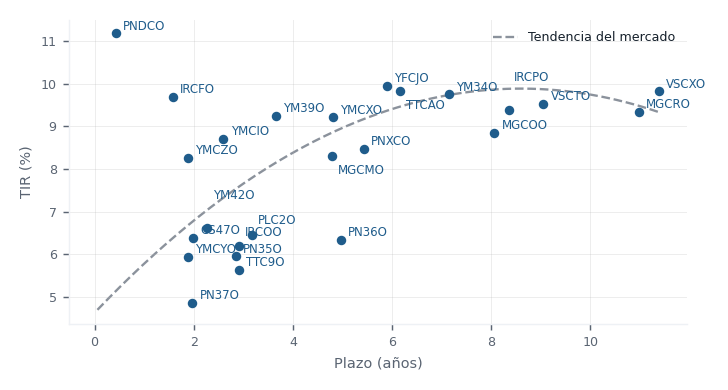 PNDCO
Tendencia del mercado
11
IRCPO
YFCJO
VSCXO
10
IRCFO
YM34O
VSCTO
TTCAO
MGCRO
YM39O
YMCXO
9
YMCIO
MGCOO
PNXCO
YMCZO
8
MGCMO
TIR (%)
7
YM42O
PLC2O
CS47O
IRCOO
PN36O
6
YMCYO
PN35O
TTC9O
PN37O
5
0
2
4
6
8
10
Plazo (años)